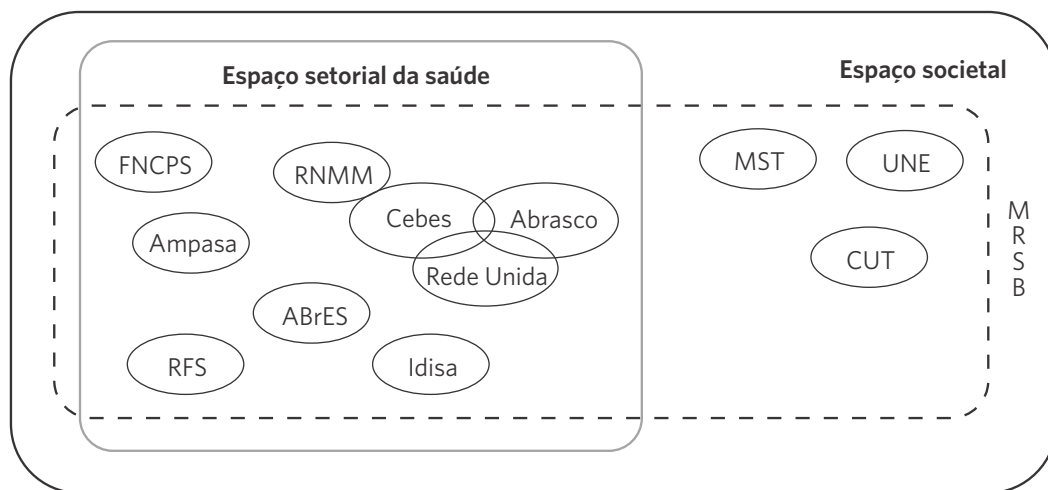 Espaço setorial da saúde
Espaço societal
FNCPS
RNMM
Cebes
Abrasco
Rede Unida
Ampasa
ABrES
RFS
Idisa
MST
UNE
CUT
M
R
S
B